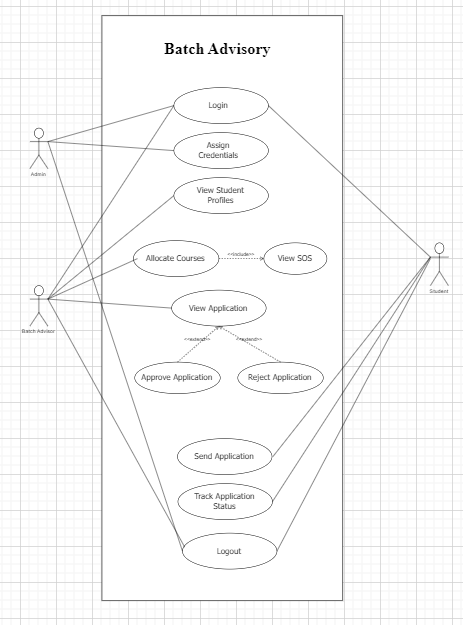 Batch Advisory
Login
Assign
Credentials
Admin
View Student
Profiles
Allocate Courses
<<include>>
View SOS
Student
View Application
Batch Advisor
<<extend>>
<<extend>>
Approve Application
Reject Application
Send Application
Track Application
Status
Logout